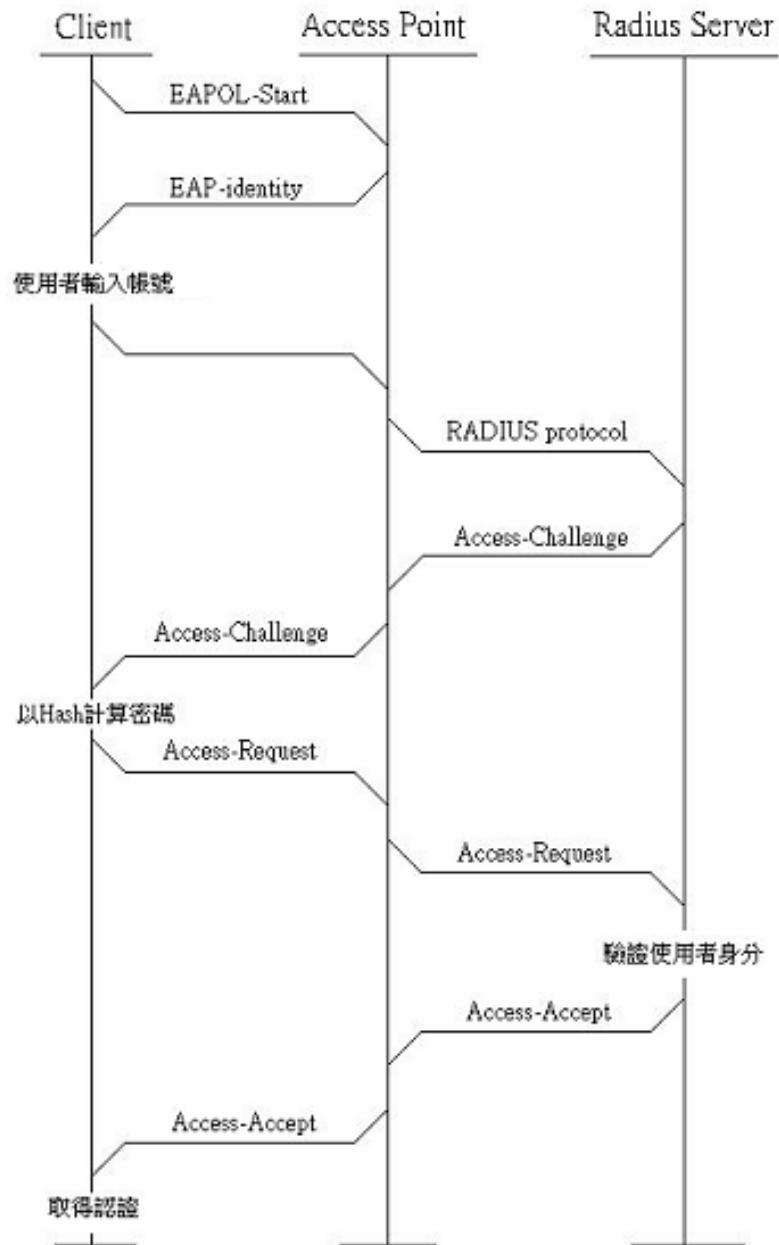 Client
Access Point
Radius Server
EAPOL-Start
EAP-identity
使用者輸入帳號
RADIUS protocol
Access-Challenge
Access-Challenge
以Hash計算密碼
Access-Request
Access-Request
驗證使用者身分
Access-Accept
Access-Accept
取得認證